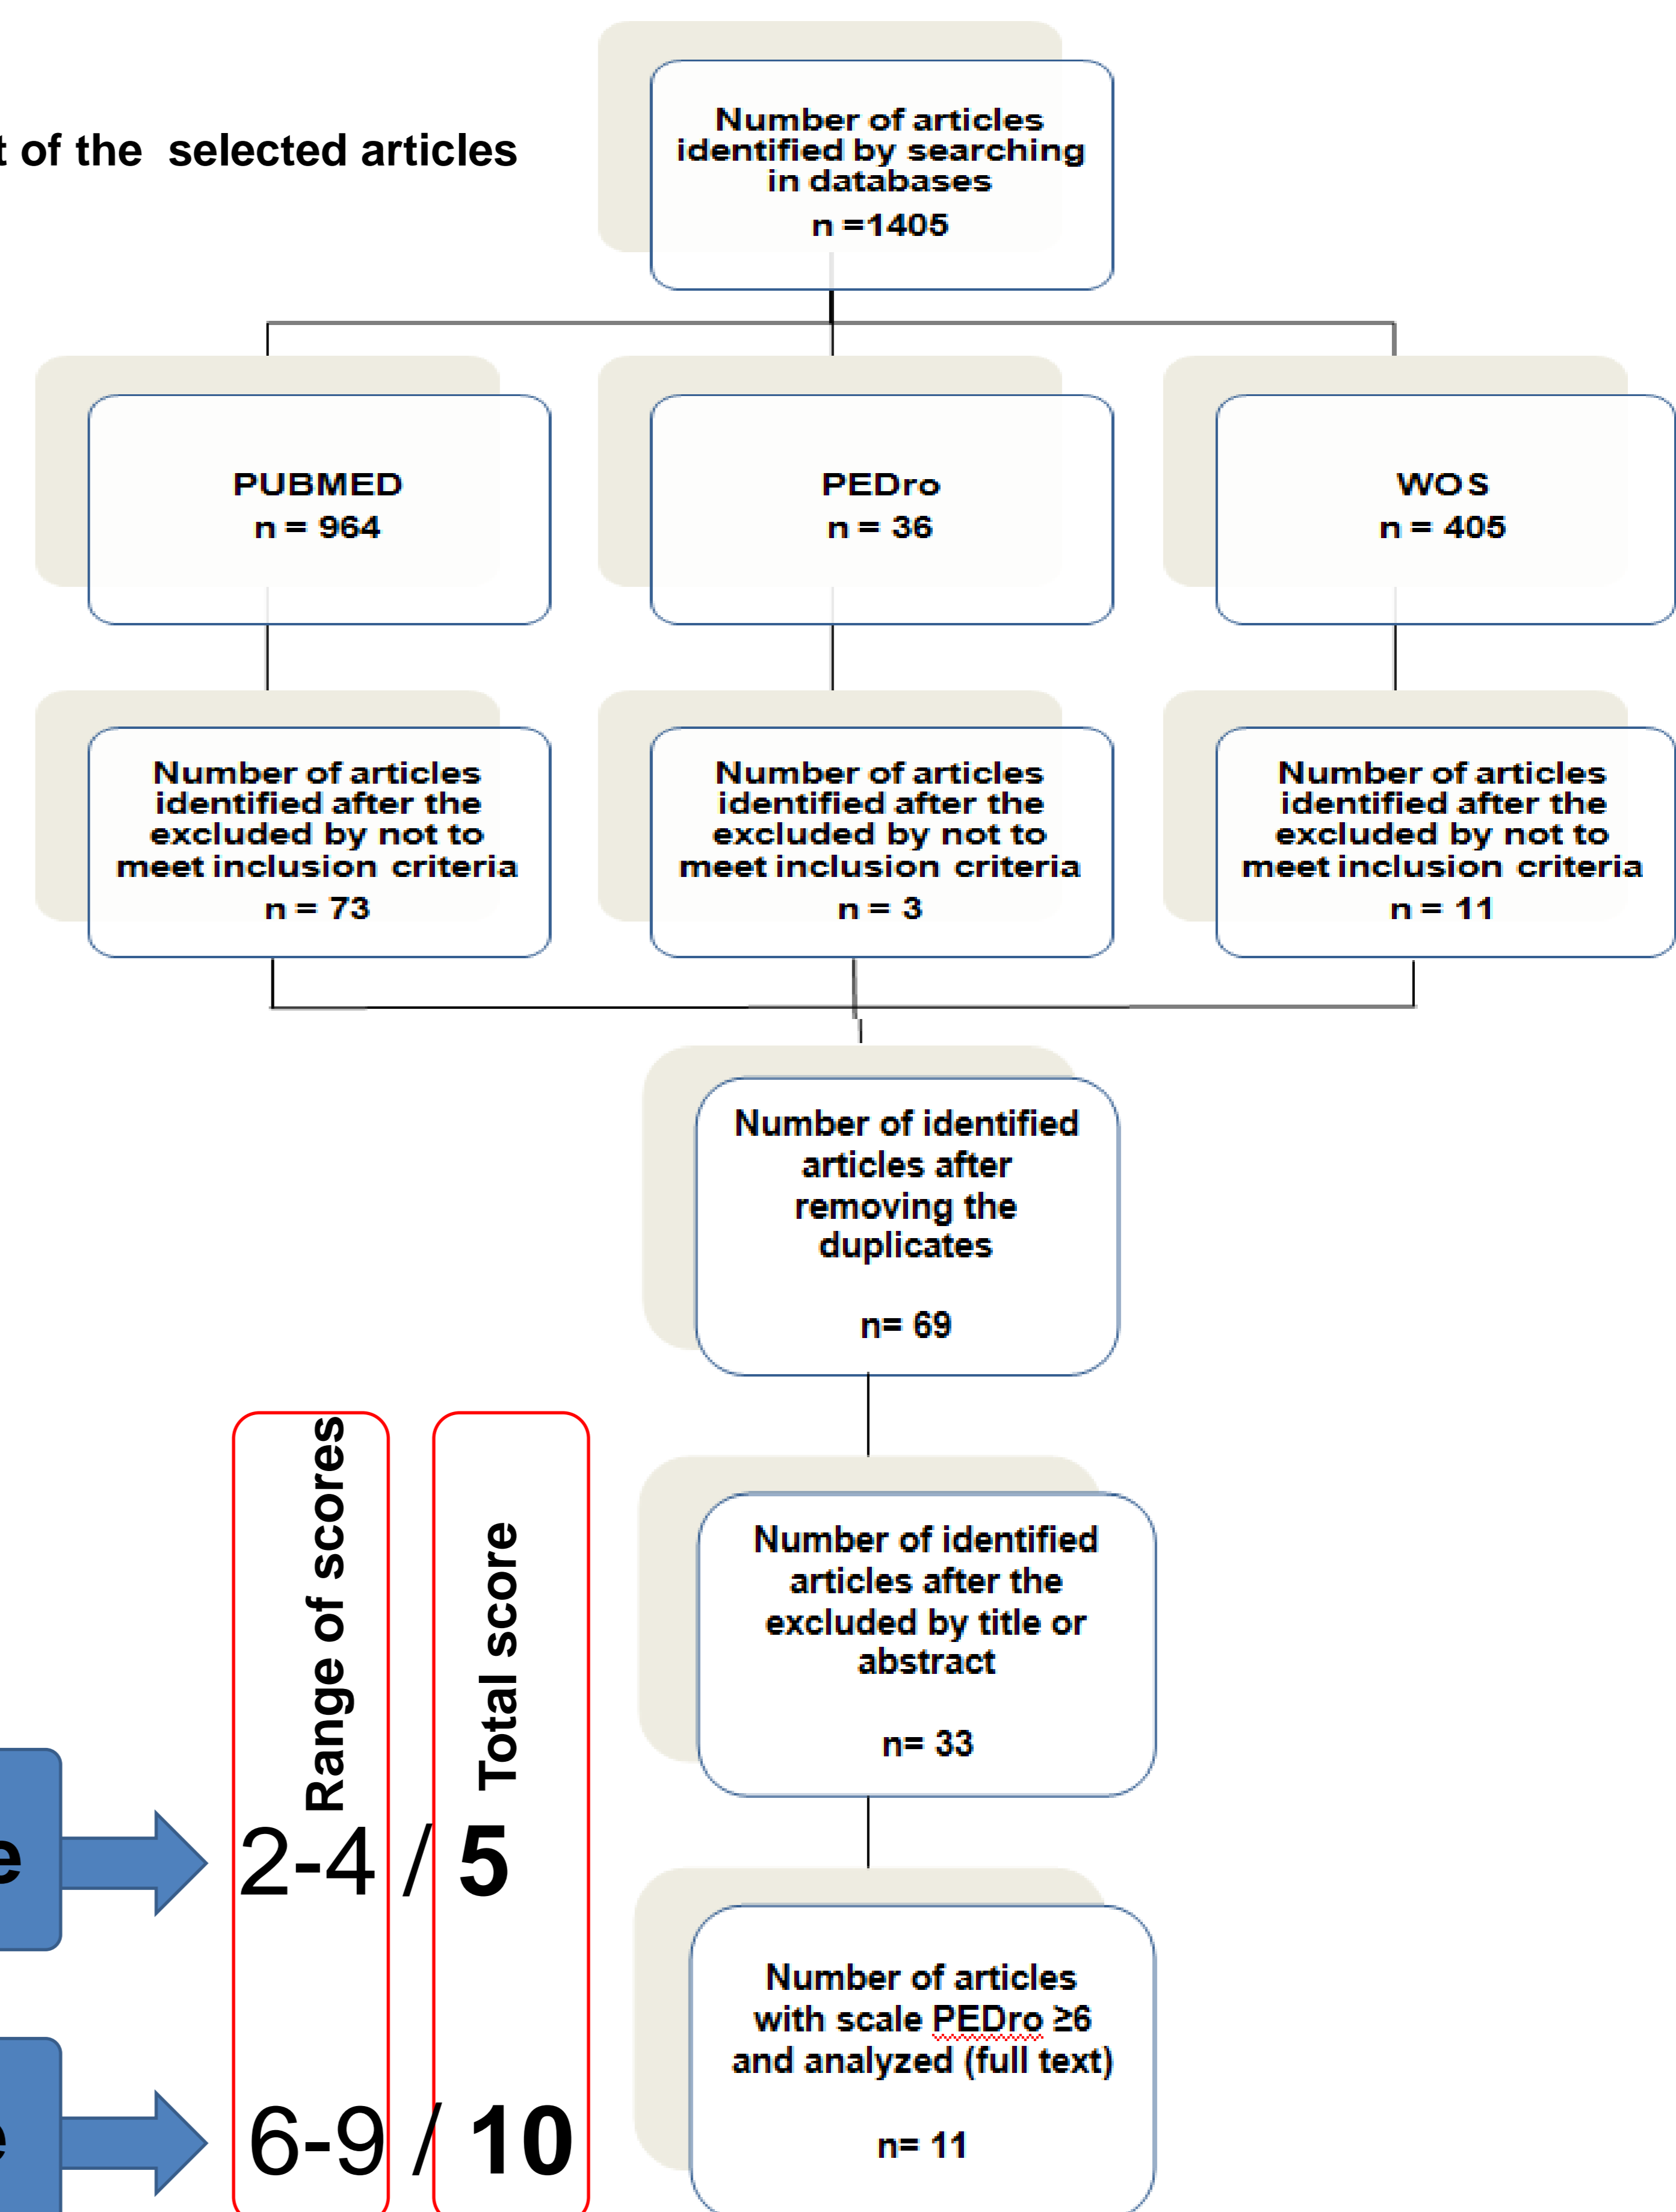 of the selected articles
Number of articles
identified by searching
in databases
n =1405
PUBMED
n = 964
PEDro
n = 36
WOS
n = 405
Number of articles
identified after the
excluded by not to
meet inclusion criteria
n = 73
Number of articles
identified after the
excluded by not to
meet inclusion criteria
n = 3
Number of articles
identified after the
excluded by not to
meet inclusion criteria
n = 11
Number of identified
articles after
removing the
duplicates
n= 69
Number of identified
articles after the
excluded by title or
abstract
n= 33
Number of articles
with scale PEDro ≥6
and analyzed (full text)
n= 11
Range of scores
Total score
2-4 / 5
6-9 / 10